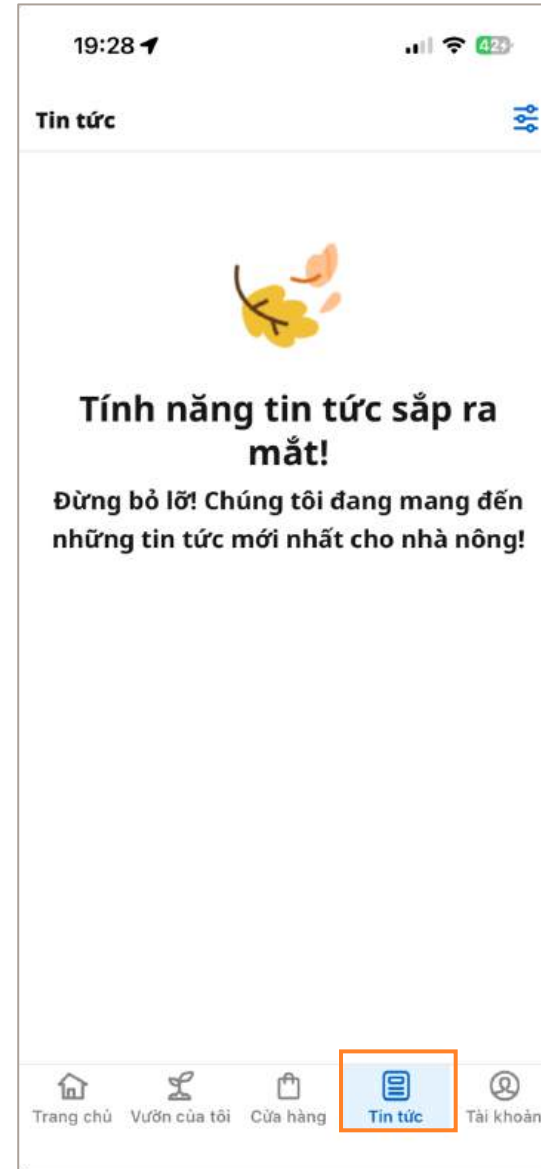 19:28
42
Tin tức
Tính năng tin tức sắp ra
mắt!
Đừng bỏ lỡ! Chúng tôi đang mang đến
những tin tức mới nhất cho nhà nông!
Trang chủ Vườn của tôi Cửa hàng Tin tức Tài khoản